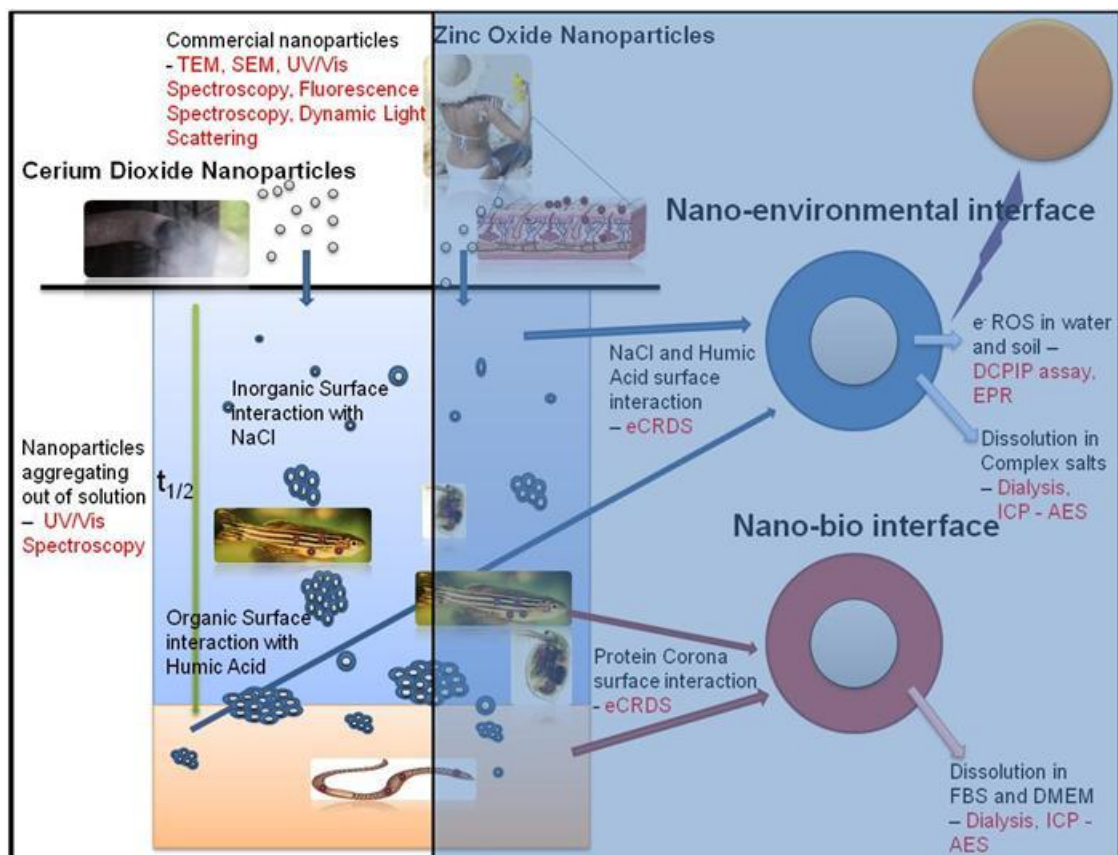 Commercial nanoparticles
– TEM, SEM, UV/Vis
Spectroscopy, Fluorescence
Spectroscopy, Dynamic Light
Scattering
Cerium Dioxide Nanoparticles
Zinc Oxide Nanoparticles
Nano-environmental interface
Inorganic Surface
interaction with
NaCl
Nanoparticles
aggregating
out of solution
– UV/Vis
Spectroscopy
t1/2
Organic Surface
interaction with
Humic Acid
NaCl and Humic
Acid surface
interaction
– eCRDS
e- ROS in water
and soil –
DCPIP assay,
EPR
Dissolution in
Complex salts
– Dialysis,
ICP - AES
Nano-bio interface
Protein Corona
surface interaction
– eCRDS
Dissolution in
FBS and DMEM
– Dialysis, ICP -
AES